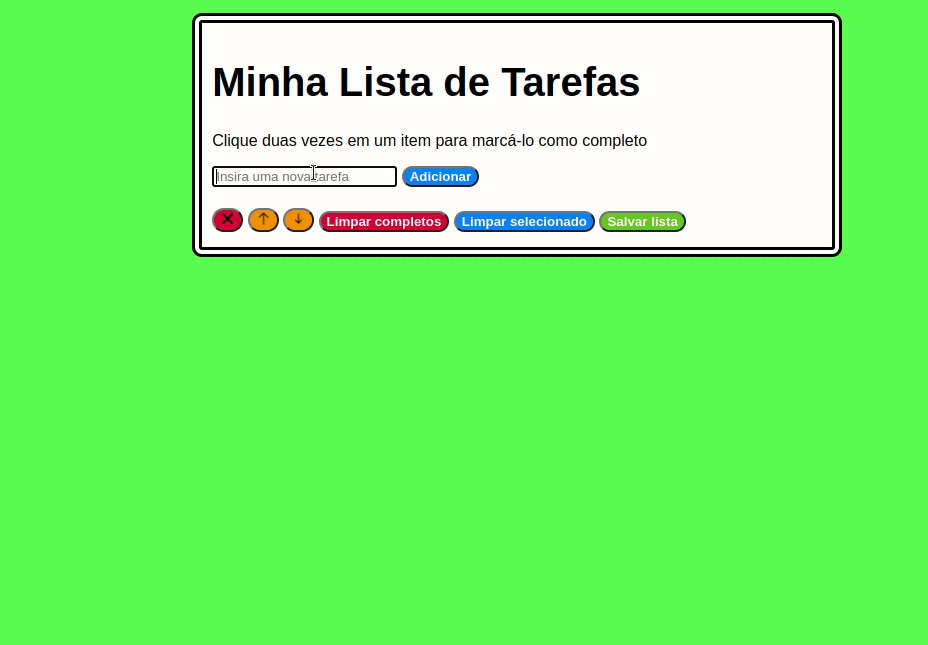 Minha Lista de Tarefas
Clique duas vezes em um item para marcá-lo como completo
Insira uma nova tarefa Adicionar
Limpar completos Limpar selecionado Salvar lista